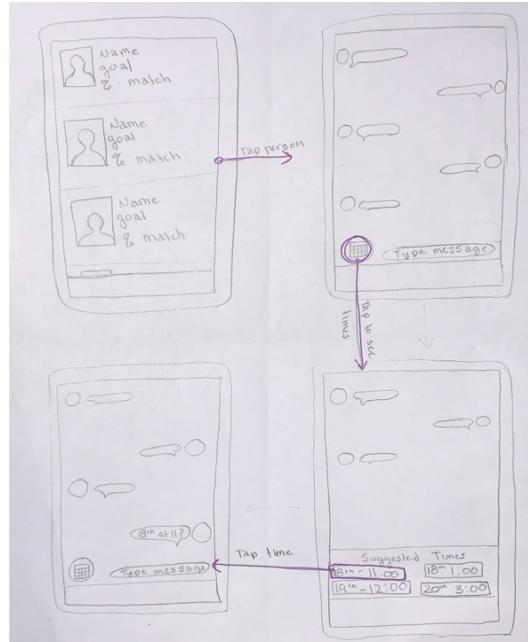 Name
goal
% match
Name
goal
% match
Name
goal
% match
Tap person
Type message
Tap to see
times
Suggested Times
18th - 11:00
18th 1:00
19th - 12:00
20th 3:00
Tap time
18th at 11?
Type message